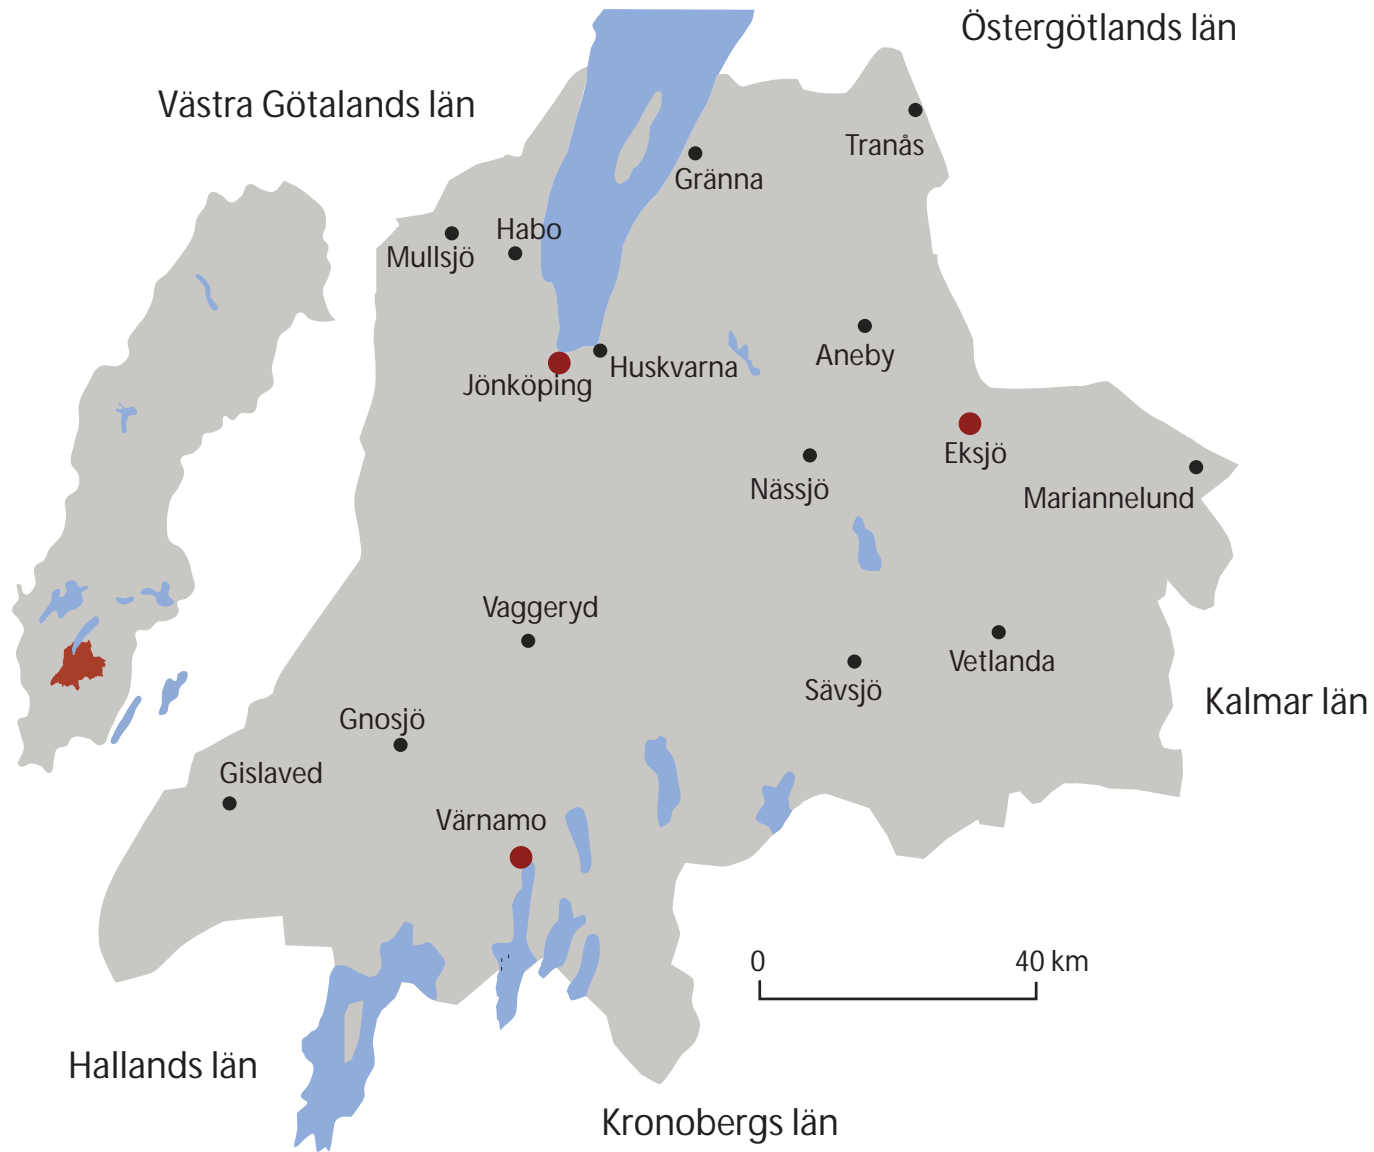 Östergötlands län
Västra Götalands län
Tranås
Gränna
Habo
Mullsjö
Aneby
Huskvarna
Jönköping
Eksjö
Nässjö
Mariannelund
Vaggeryd
Vetlanda
Sävsjö
Kalmar län
Gnosjö
Gislaved
Värnamo
0 40 km
Hallands län
Kronobergs län